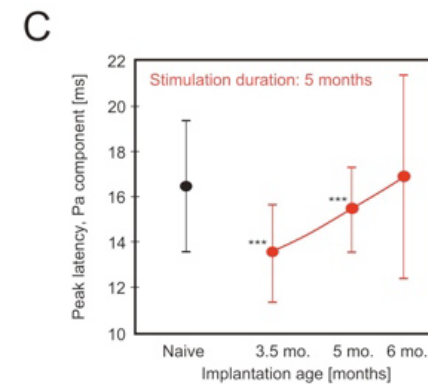 C
Stimulation duration: 5 months
Peak latency, Pa component [ms]
22
20
18
16
14
12
10
***
***
Naive 3.5 mo. 5 mo. 6 mo.
Implantation age [months]